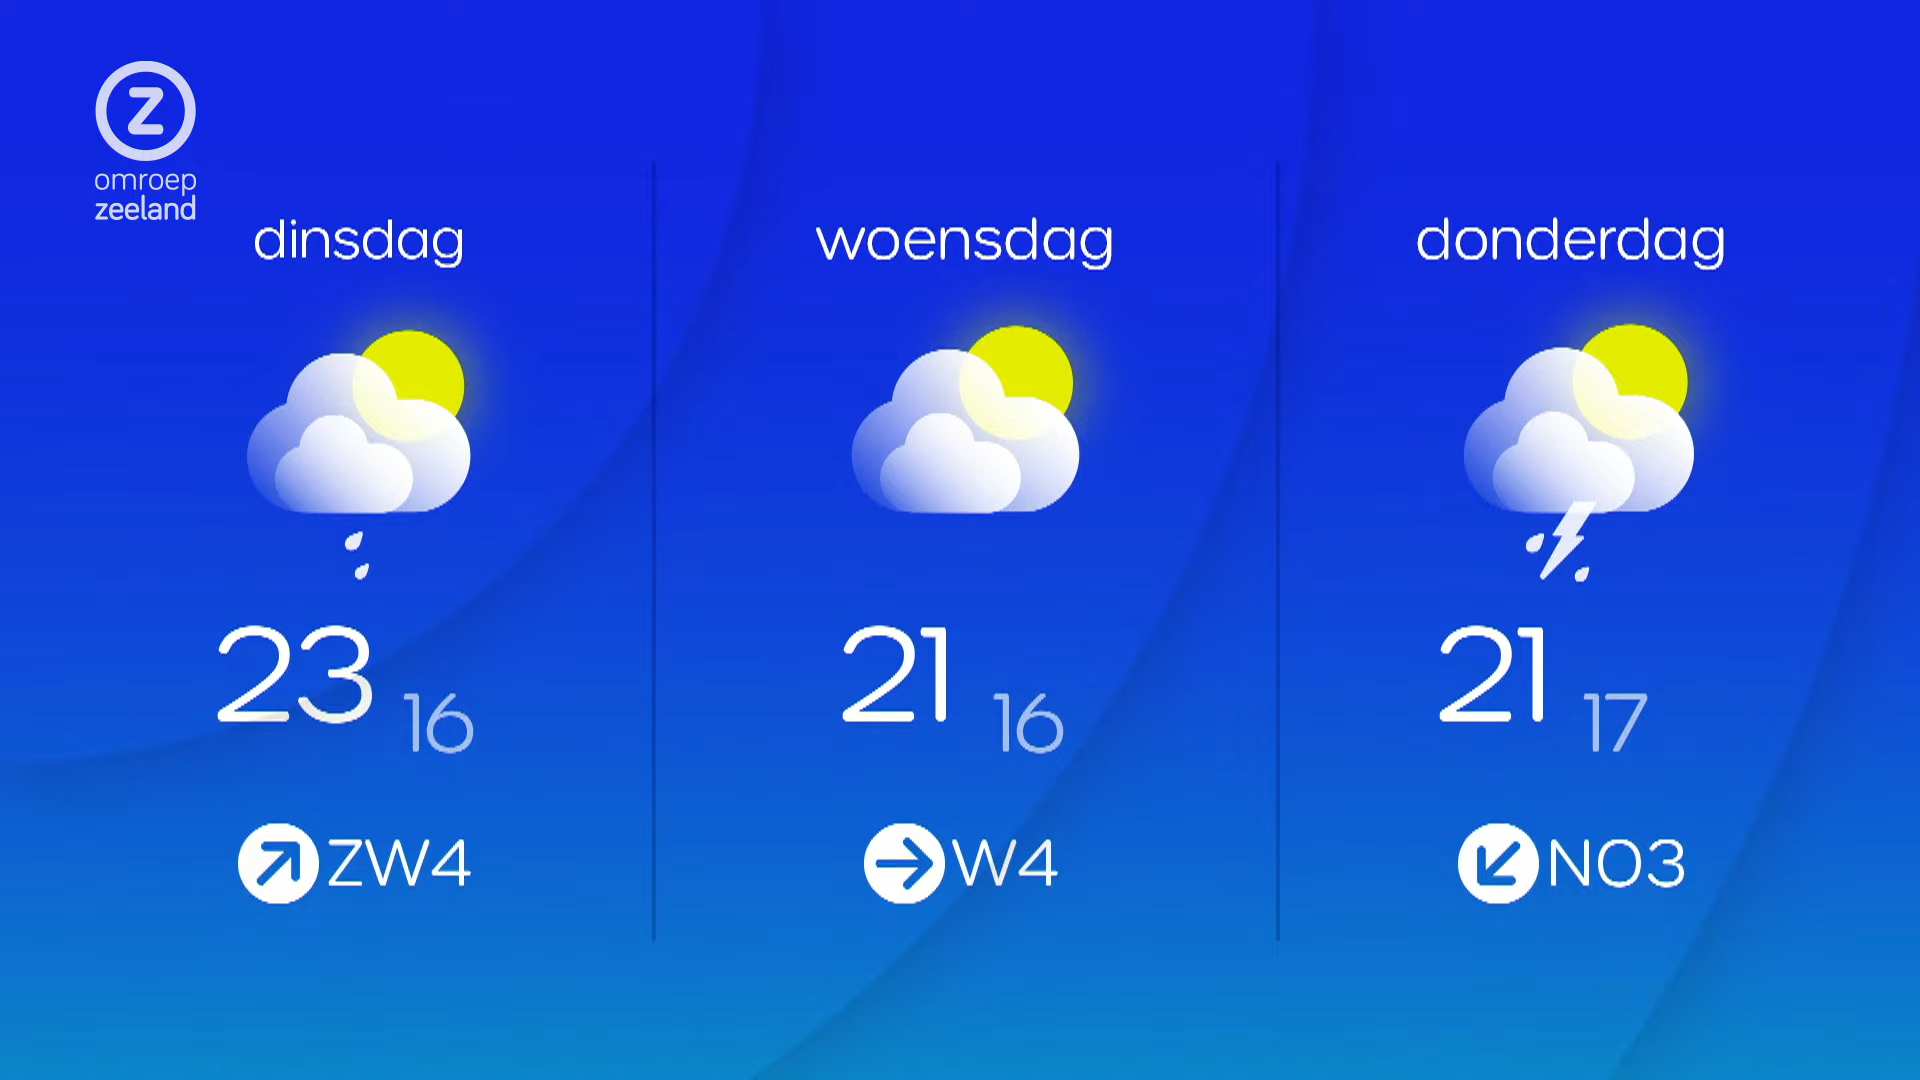 Z
omroep
zeeland
dinsdag
woensdag
donderdag
23 16
21 16
21 17
ZW4
W4
NO3